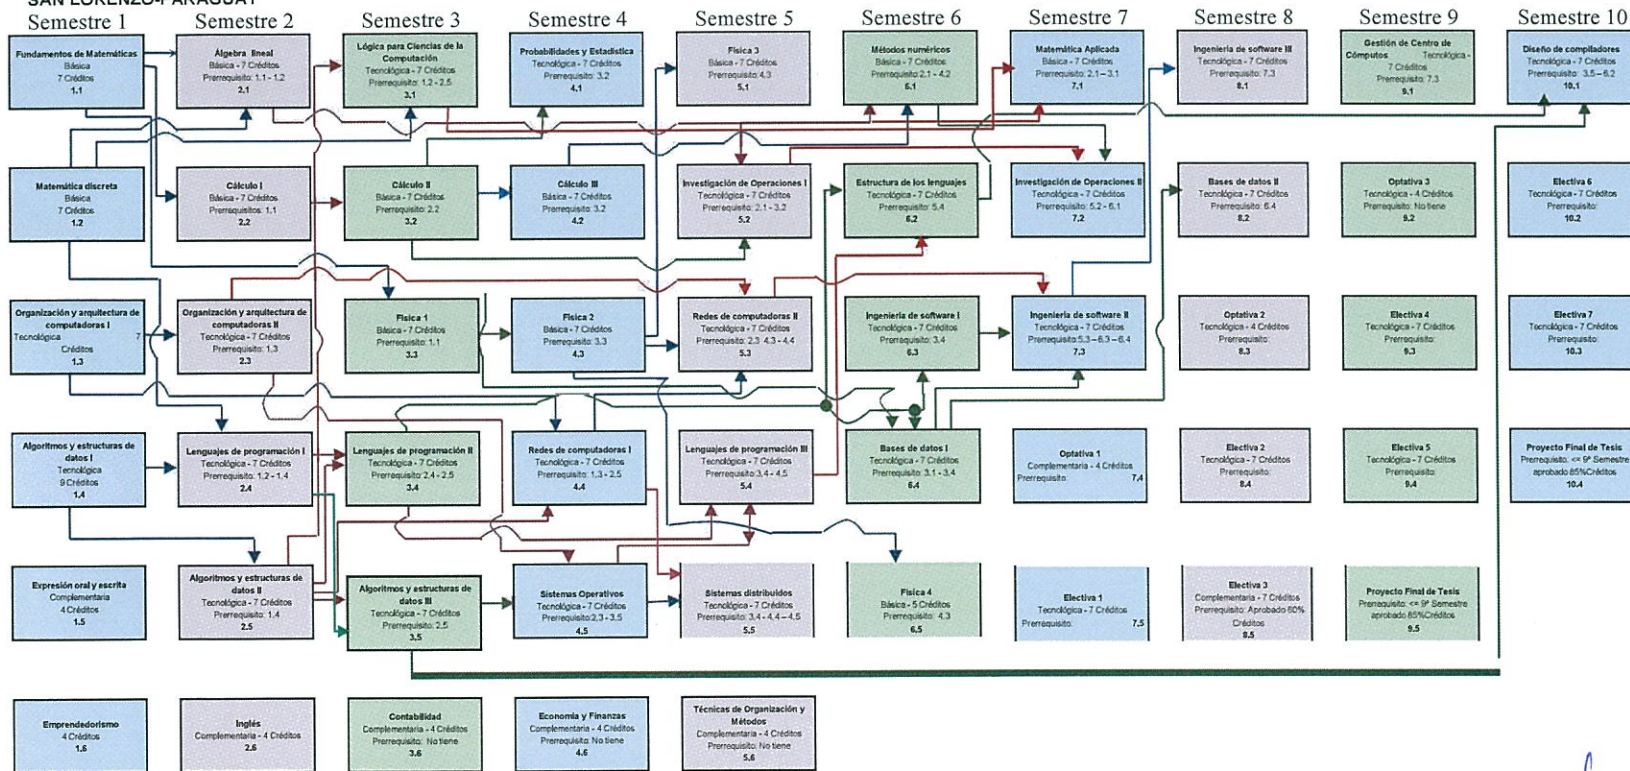 SAN LORENZO-PARAGUAY
Semestre 1
Semestre 2
Semestre 3
Semestre 4
Semestre 5
Semestre 6
Semestre 7
Semestre 8
Semestre 9
Semestre 10
Fundamentos de Matemáticas
Básica
7 Créditos
1.1
Álgebra lineal
Básica - 7 Créditos
Prerrequisito: 1.1 - 1.2
2.1
Lógica para Ciencias de la
Computación
Tecnológica - 7 Créditos
Prerrequisito: 1.2 - 2.5
3.1
Probabilidades y Estadística
Tecnológica - 7 Créditos
Prerrequisito: 3.2
4.1
Física 3
Básica - 7 Créditos
Prerrequisito: 4.3
5.1
Métodos numéricos
Básica - 7 Créditos
Prerrequisito: 2.1 - 4.2
6.1
Matemática Aplicada
Básica - 7 Créditos
Prerrequisito: 2.1 – 3.1
7.1
Ingeniería de software III
Tecnológica - 7 Créditos
Prerrequisito: 7.3
8.1
Gestión de Centro de
Cómputos Tecnológica -
7 Créditos
Prerrequisito: 7.3
9.1
Diseño de compiladores
Tecnológica - 7 Créditos
Prerrequisito: 3.5 – 6.2
10.1
Matemática discreta
Básica
7 Créditos
1.2
Cálculo I
Básica - 7 Créditos
Prerrequisitos: 1.1
2.2
Cálculo II
Básica - 7 Créditos
Prerrequisito: 2.2
3.2
Cálculo III
Básica - 7 Créditos
Prerrequisito: 3.2
4.2
Investigación de Operaciones I
Tecnológica - 7 Créditos
Prerrequisito: 2.1 - 3.2
5.2
Estructura de los lenguajes
Tecnológica - 7 Créditos
Prerrequisito: 5.4
6.2
Investigación de Operaciones II
Tecnológica - 7 Créditos
Prerrequisito: 5.2 - 6.1
7.2
Bases de datos II
Tecnológica - 7 Créditos
Prerrequisito: 6.4
8.2
Optativa 3
Tecnológica - 4 Créditos
Prerrequisito: No tiene
9.2
Electiva 6
Tecnológica - 7 Créditos
Prerrequisito:
10.2
Organización y arquitectura de
computadoras I
Tecnológica 7
Créditos
1.3
Organización y arquitectura de
computadoras II
Tecnológica - 7 Créditos
Prerrequisito: 1.3
2.3
Física 1
Básica - 7 Créditos
Prerrequisito: 1.1
3.3
Física 2
Básica - 7 Créditos
Prerrequisito: 3.3
4.3
Redes de computadoras II
Tecnológica - 7 Créditos
Prerrequisito: 2.3 4.3 - 4.4
5.3
Ingeniería de software I
Tecnológica - 7 Créditos
Prerrequisito: 3.4
6.3
Ingeniería de software II
Tecnológica - 7 Créditos
Prerrequisito:5.3 – 6.3 – 6.4
7.3
Optativa 2
Tecnológica - 4 Créditos
Prerrequisito:
8.3
Electiva 4
Tecnológica - 7 Créditos
Prerrequisito:
9.3
Electiva 7
Tecnológica - 7 Créditos
Prerrequisito:
10.3
Algoritmos y estructuras de
datos I
Tecnológica
9 Créditos
1.4
Lenguajes de programación I
Tecnológica - 7 Créditos
Prerrequisito: 1.2 - 1.4
2.4
Lenguajes de programación II
Tecnológica - 7 Créditos
Prerrequisito: 2.4 - 2.5
3.4
Redes de computadoras I
Tecnológica - 7 Créditos
Prerrequisito: 1.3 - 2.5
4.4
Lenguajes de programación III
Tecnológica - 7 Créditos
Prerrequisito: 3.4 - 4.5
5.4
Bases de datos I
Tecnológica - 7 Créditos
Prerrequisito: 3.1 - 3.4
6.4
Optativa 1
Complementaria - 4 Créditos
Prerrequisito: 7.4
Electiva 2
Tecnológica - 7 Créditos
Prerrequisito:
8.4
Electiva 5
Tecnológica - 7 Créditos
Prerrequisito:
9.4
Proyecto Final de Tesis
Prerrequisito: <= 9ª Semestre
aprobado 85%Créditos
10.4
Expresión oral y escrita
Complementaria
4 Créditos
1.5
Algoritmos y estructuras de
datos II
Tecnológica - 7 Créditos
Prerrequisito: 1.4
2.5
Algoritmos y estructuras de
datos III
Tecnológica - 7 Créditos
Prerrequisito: 2.5
3,5
Sistemas Operativos
Tecnológica - 7 Créditos
Prerrequisito:2,3 - 3.5
4.5
Sistemas distribuidos
Tecnológica - 7 Créditos
Prerrequisito: 3.4 - 4.4 – 4.5
5.5
Física 4
Básica - 5 Créditos
Prerrequisito: 4.3
6.5
Electiva 1
Tecnológica - 7 Créditos
Prerrequisito: 7.5
Electiva 3
Complementaria - 7 Créditos
Prerrequisito: Aprobado 60%
Créditos
8.5
Proyecto Final de Tesis
Prerrequisito: <= 9ª Semestre
aprobado 85%Créditos
9.5
Emprendedorismo
4 Créditos
1.6
Inglés
Complementaria - 4 Créditos
2.6
Contabilidad
Complementaria - 4 Créditos
Prerrequisito: No tiene
3.6
Economía y Finanzas
Complementaria - 4 Créditos
Prerrequisito: No tiene
4.6
Técnicas de Organización y
Métodos
Complementaria - 4 Créditos
Prerrequisito: No tiene
5.6